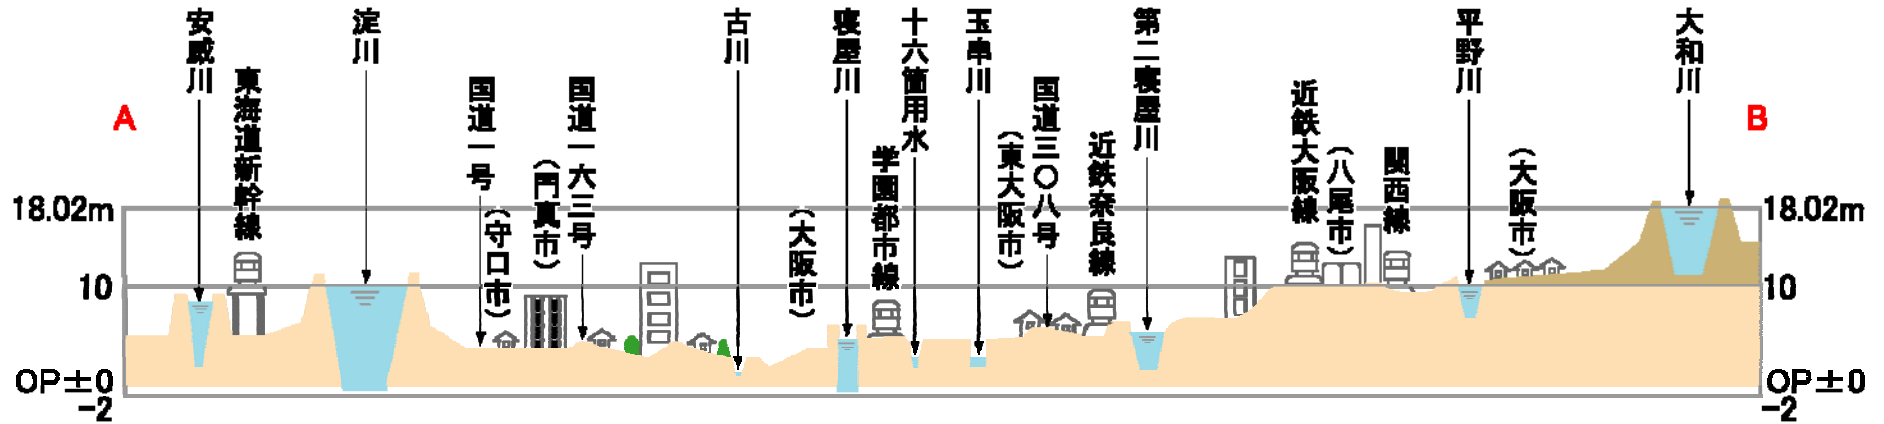 安威川
東海道新幹線
淀川
国道一号
(守口市)
(門真市)
国道一六三号
古川
(大阪市)
寝屋川
学園都市線
十六箇用水
玉串川
(東大阪市)
国道三〇八号
近鉄奈良線
第二寝屋川
近鉄大阪線
(八尾市)
関西線
平野川
(大阪市)
大和川
A
B
18.02m
18.02m
10
10
OP±0
OP±0
-2
-2